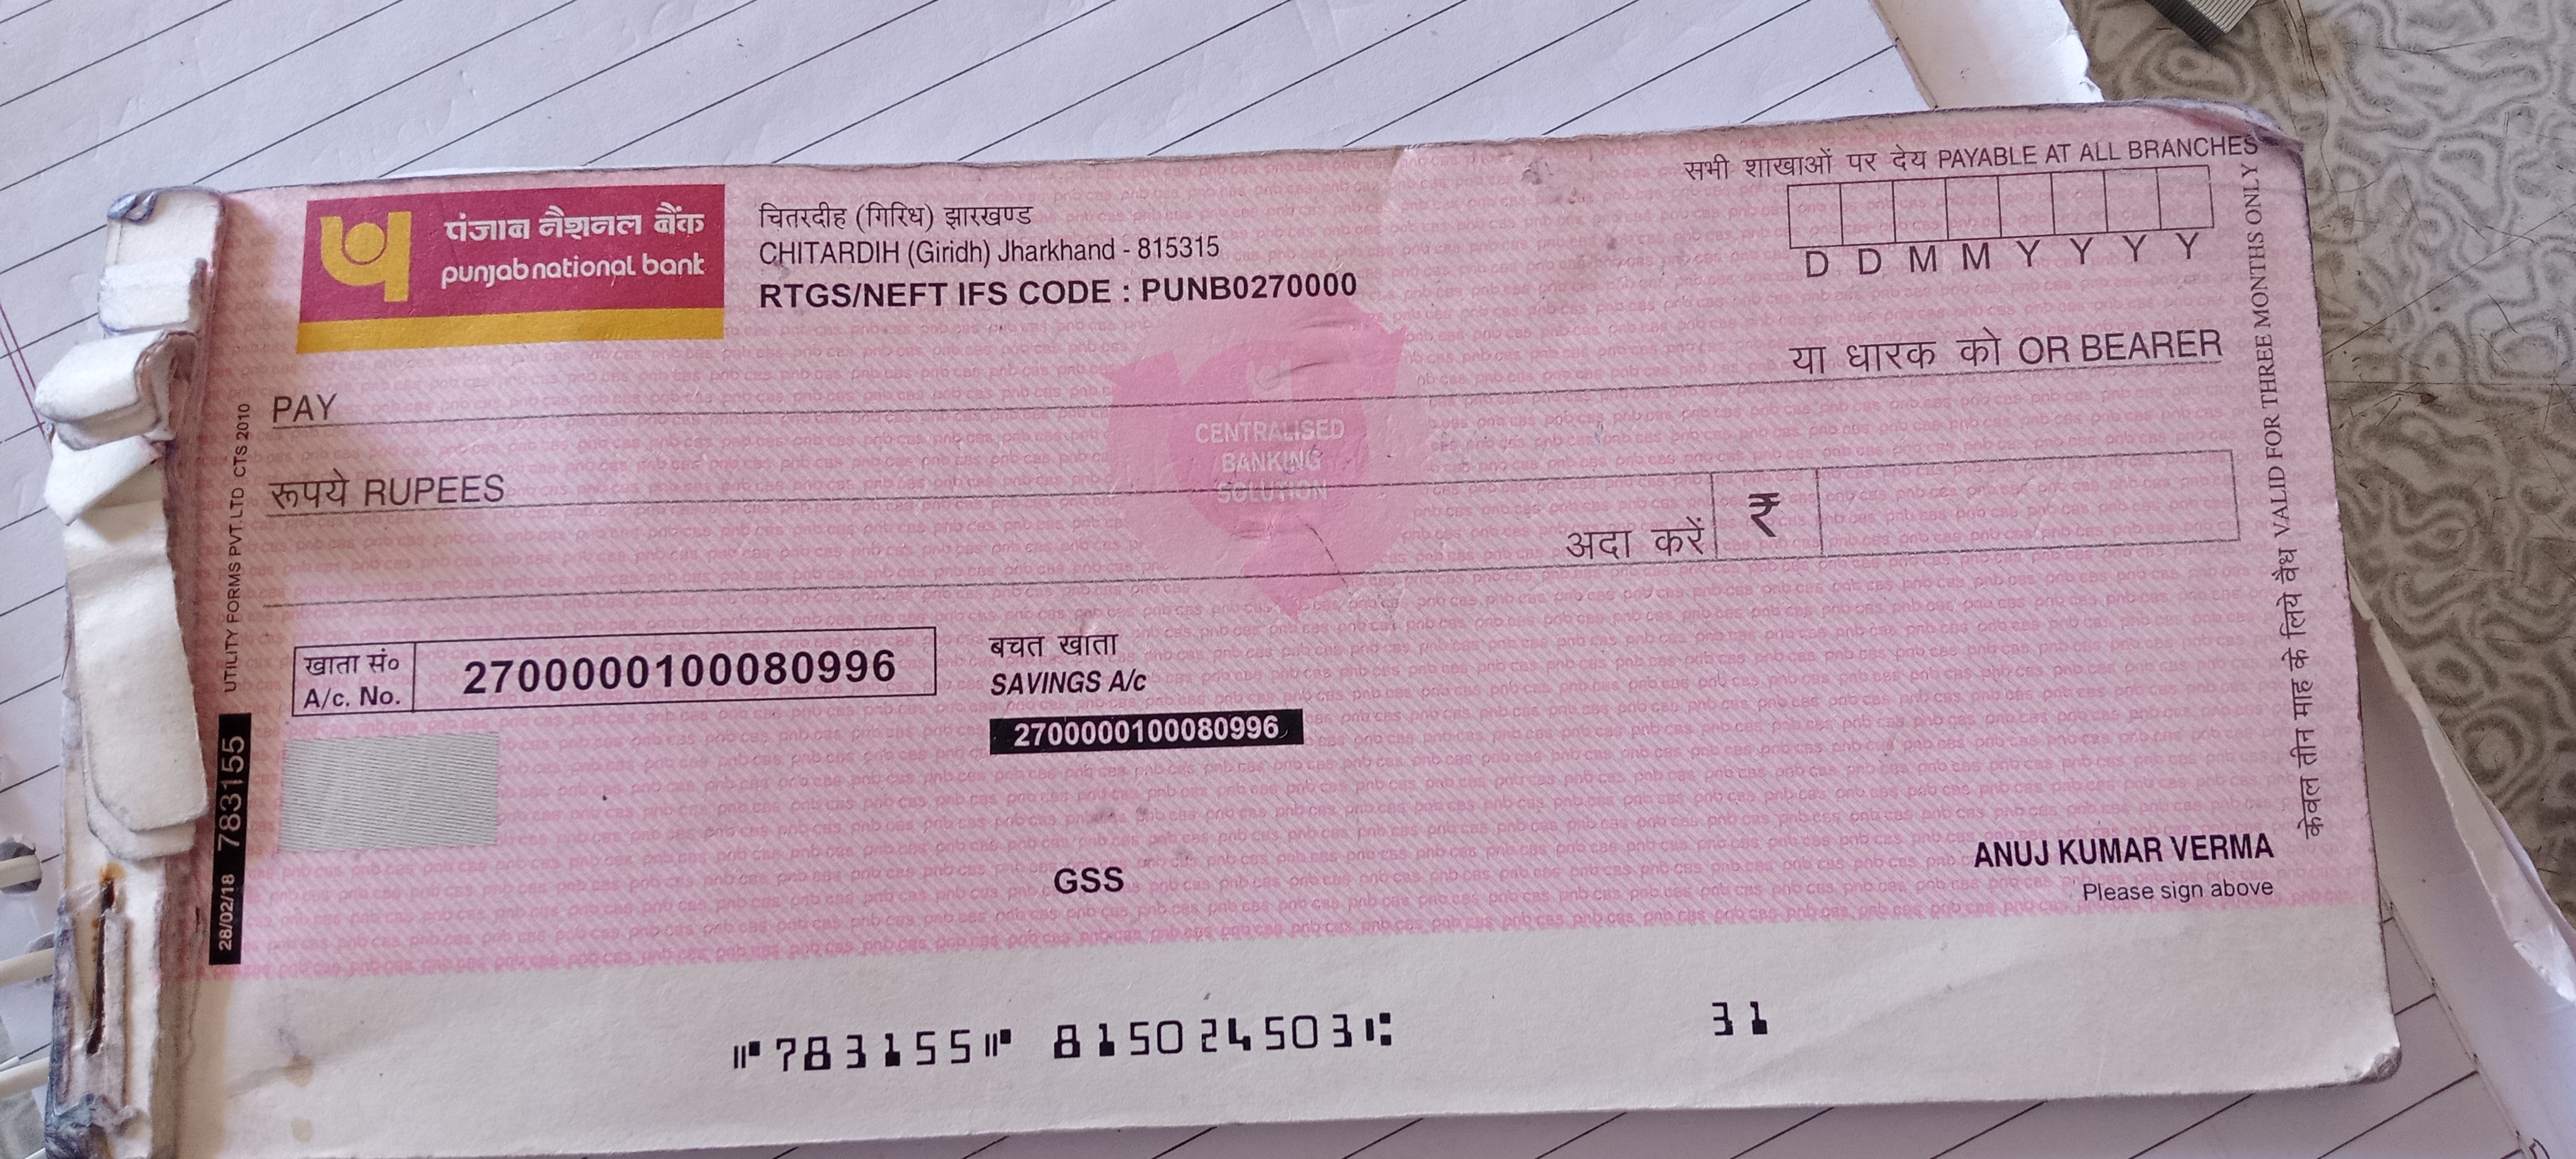 पंजाब नैशनल बैंक
punjab national bank
चितरदीह (गिरिध) झारखण्ड
CHITARDIH (Giridh) Jharkhand - 815315
RTGS/NEFT IFS CODE : PUNB0270000
सभी शाखाओं पर देय PAYABLE AT ALL BRANCHES
D D M M Y Y Y Y
PAY
या धारक को OR BEARER
CENTRALISED
BANKING
SOLUTION
रूपये RUPEES
अदा करें ₹
खाता सं०
A/c. No.
2700000100080996
बचत खाता
SAVINGS A/c
2700000100080996
GSS
ANUJ KUMAR VERMA
Please sign above
UTILITY FORMS PVT.LTD CTS 2010
28/02/18 783155
केवल तीन माह के लिये वैध VALID FOR THREE MONTHS ONLY
⑈783155⑈ 815024503⑆ 31